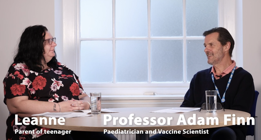 Leanne
Parent of teenager
Professor Adam Finn
Paediatrician and Vaccine Scientist